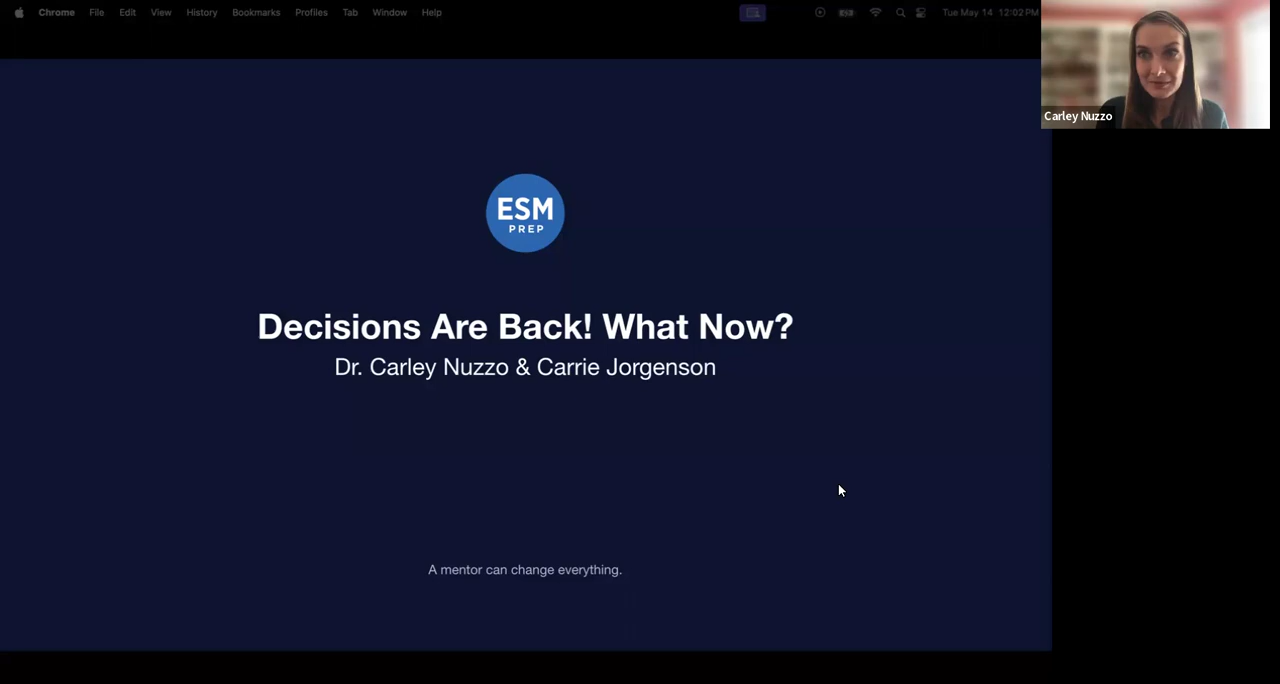 Chrome File Edit View History Bookmarks Profiles Tab Window Help Tue May 14 12:02 PM
Carley Nuzzo
ESM
PREP
Decisions Are Back! What Now?
Dr. Carley Nuzzo & Carrie Jorgenson
A mentor can change everything.